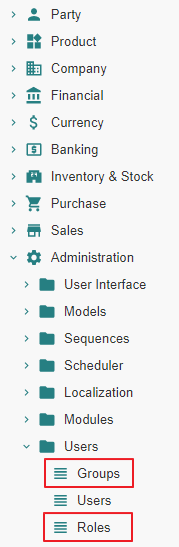 Party
Product
Company
Financial
Currency
Banking
Inventory & Stock
Purchase
Sales
Administration
User Interface
Models
Sequences
Scheduler
Localization
Modules
Users
Groups
Users
Roles